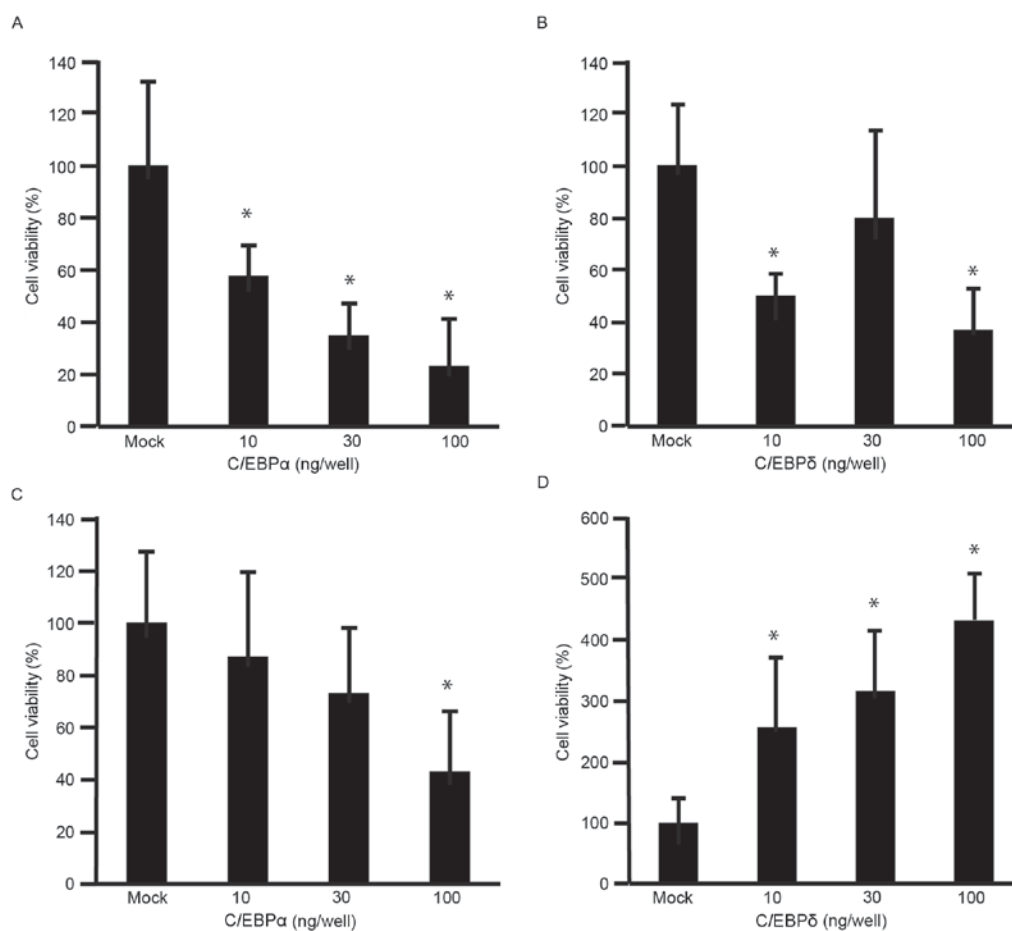 A
Cell viability (%)
140
120
100
80
60
40
20
0
*
*
*
Mock 10 30 100
C/EBPα (ng/well)
B
Cell viability (%)
140
120
100
80
60
40
20
0
*
*
Mock 10 30 100
C/EBPδ (ng/well)
C
Cell viability (%)
140
120
100
80
60
40
20
0
*
Mock 10 30 100
C/EBPα (ng/well)
D
Cell viability (%)
600
500
400
300
200
100
0
*
*
*
Mock 10 30 100
C/EBPδ (ng/well)